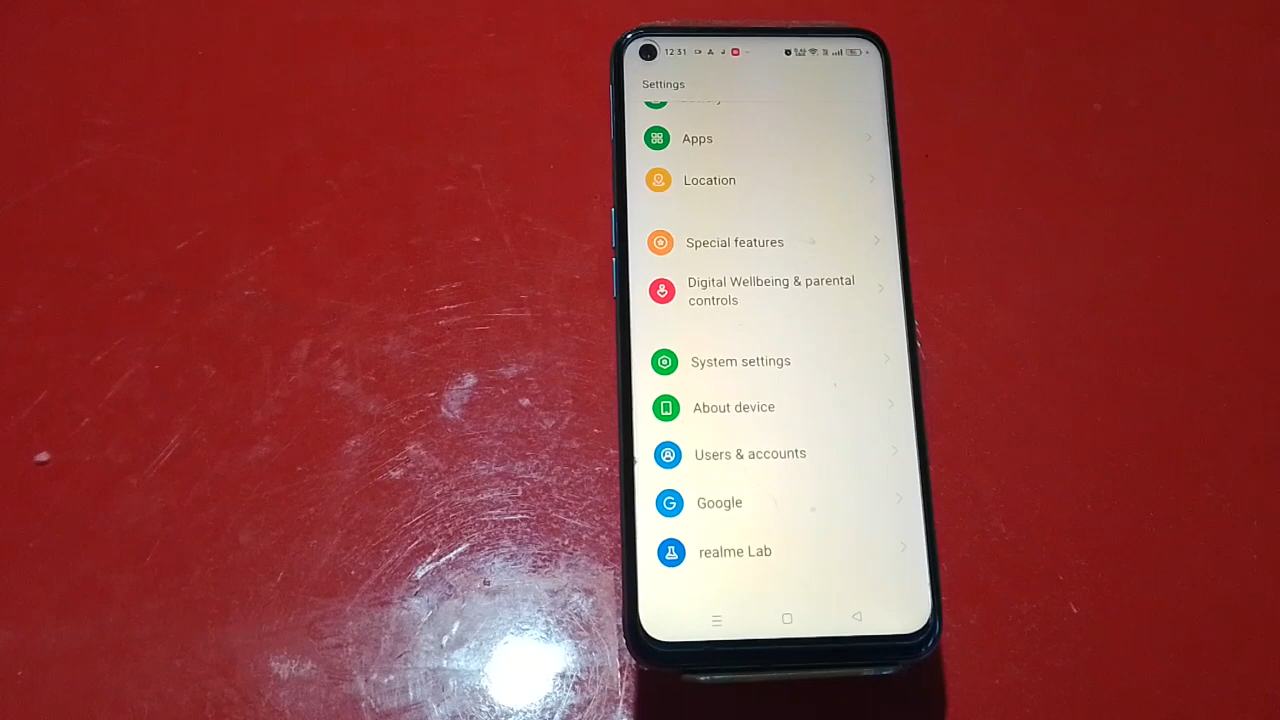 12:31
Settings
Apps
Location
Special features
Digital Wellbeing & parental
controls
System settings
About device
Users & accounts
Google
realme Lab